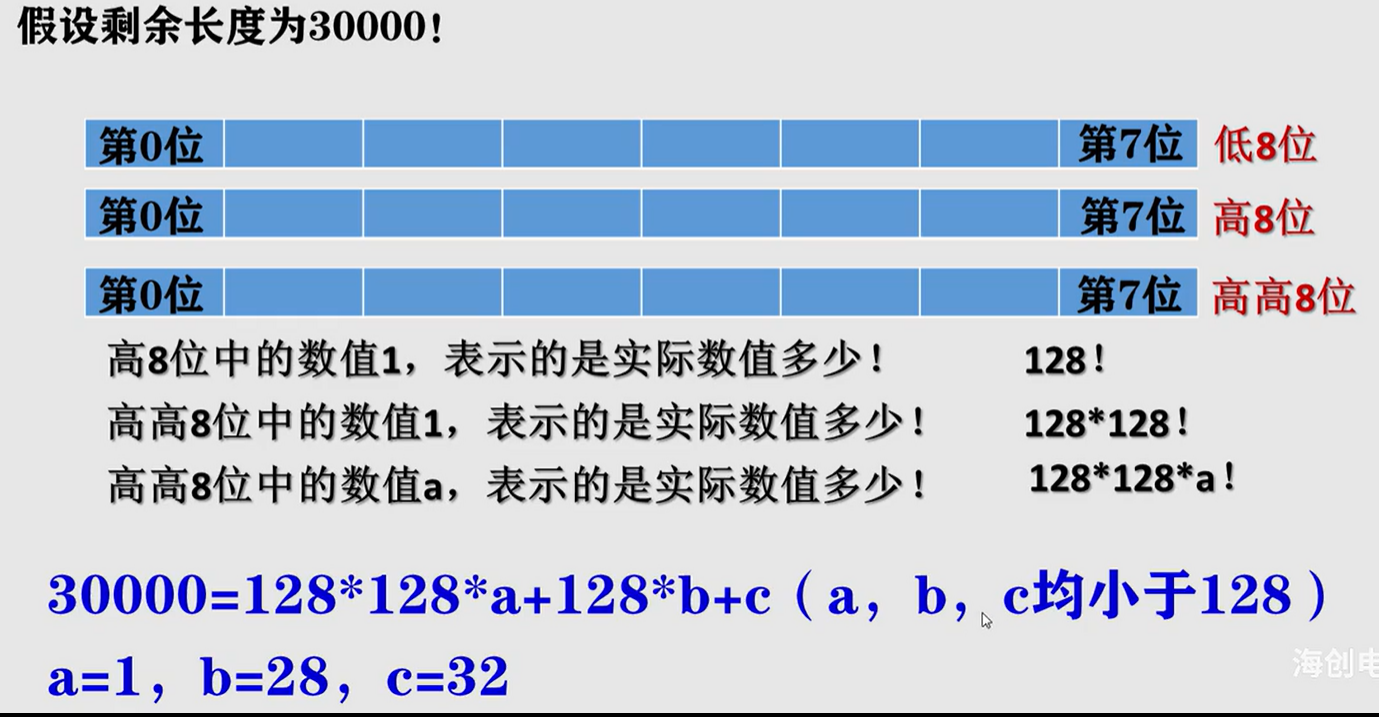 假设剩余长度为30000！
第0位 第7位 低8位
第0位 第7位 高8位
第0位 第7位 高高8位
高8位中的数值1，表示的是实际数值多少！ 128！
高高8位中的数值1，表示的是实际数值多少！ 128*128！
高高8位中的数值a，表示的是实际数值多少！ 128*128*a！
30000=128*128*a+128*b+c（a，b，c均小于128）
a=1，b=28，c=32
海创电